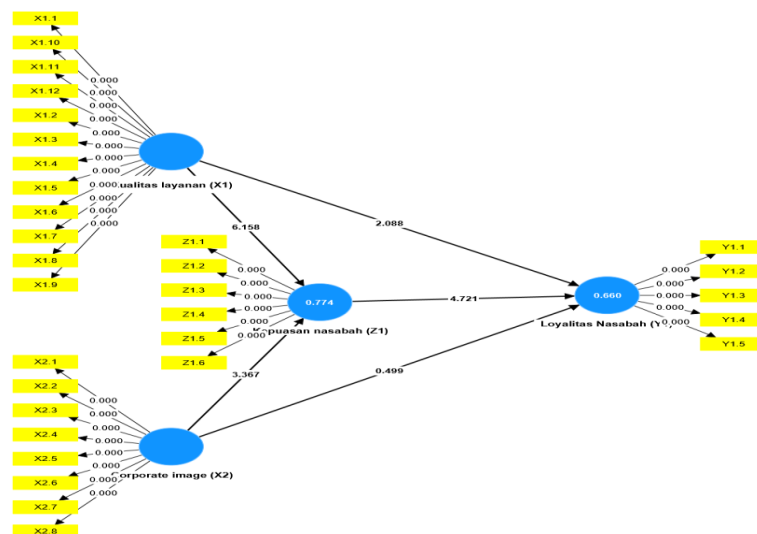 X1.1
X1.10
X1.11
X1.12
X1.2
X1.3
X1.4
X1.5
X1.6
X1.7
X1.8
X1.9
0.000
0.000
0.000
0.000
0.000
0.000
0.000
0.000
0.000
0.000
0.000
0.000
ualitas layanan (X1)
6.158
2.088
Z1.1
Z1.2
Z1.3
Z1.4
Z1.5
Z1.6
0.000
0.000
0.000
0.000
0.000
0.000
0.774
puasan nasabah (Z1)
4.721
0.660
Loyalitas Nasabah (Y
Y1.1
Y1.2
Y1.3
Y1.4
Y1.5
0.000
0.000
0.000
0.000
0.000
3.367
0.499
X2.1
X2.2
X2.3
X2.4
X2.5
X2.6
X2.7
X2.8
0.000
0.000
0.000
0.000
0.000
0.000
0.000
0.000
orporate image (X2)